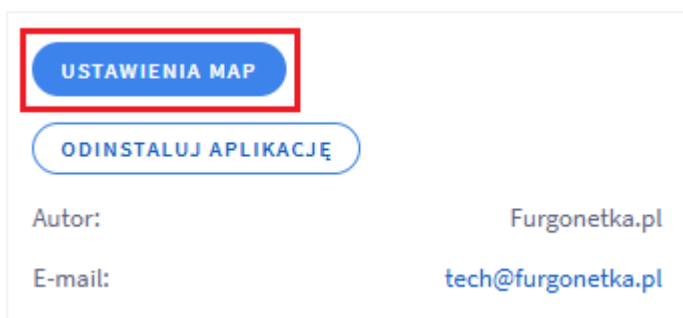 USTAWIENIA MAP
ODINSTALUJ APLIKACJĘ
Autor: Furgonetka.pl
E-mail: tech@furgonetka.pl